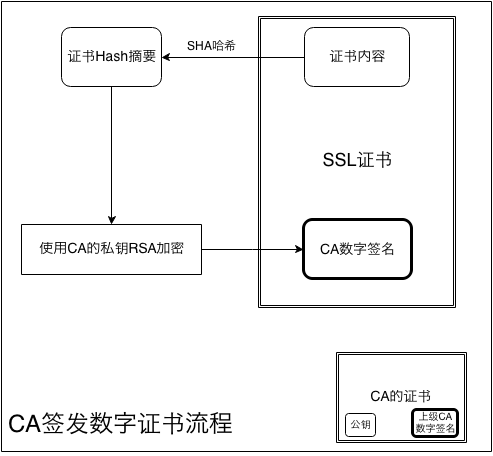 证书Hash摘要
SHA哈希
证书内容
SSL证书
使用CA的私钥RSA加密
CA数字签名
CA的证书
公钥
上级CA
数字签名
CA签发数字证书流程